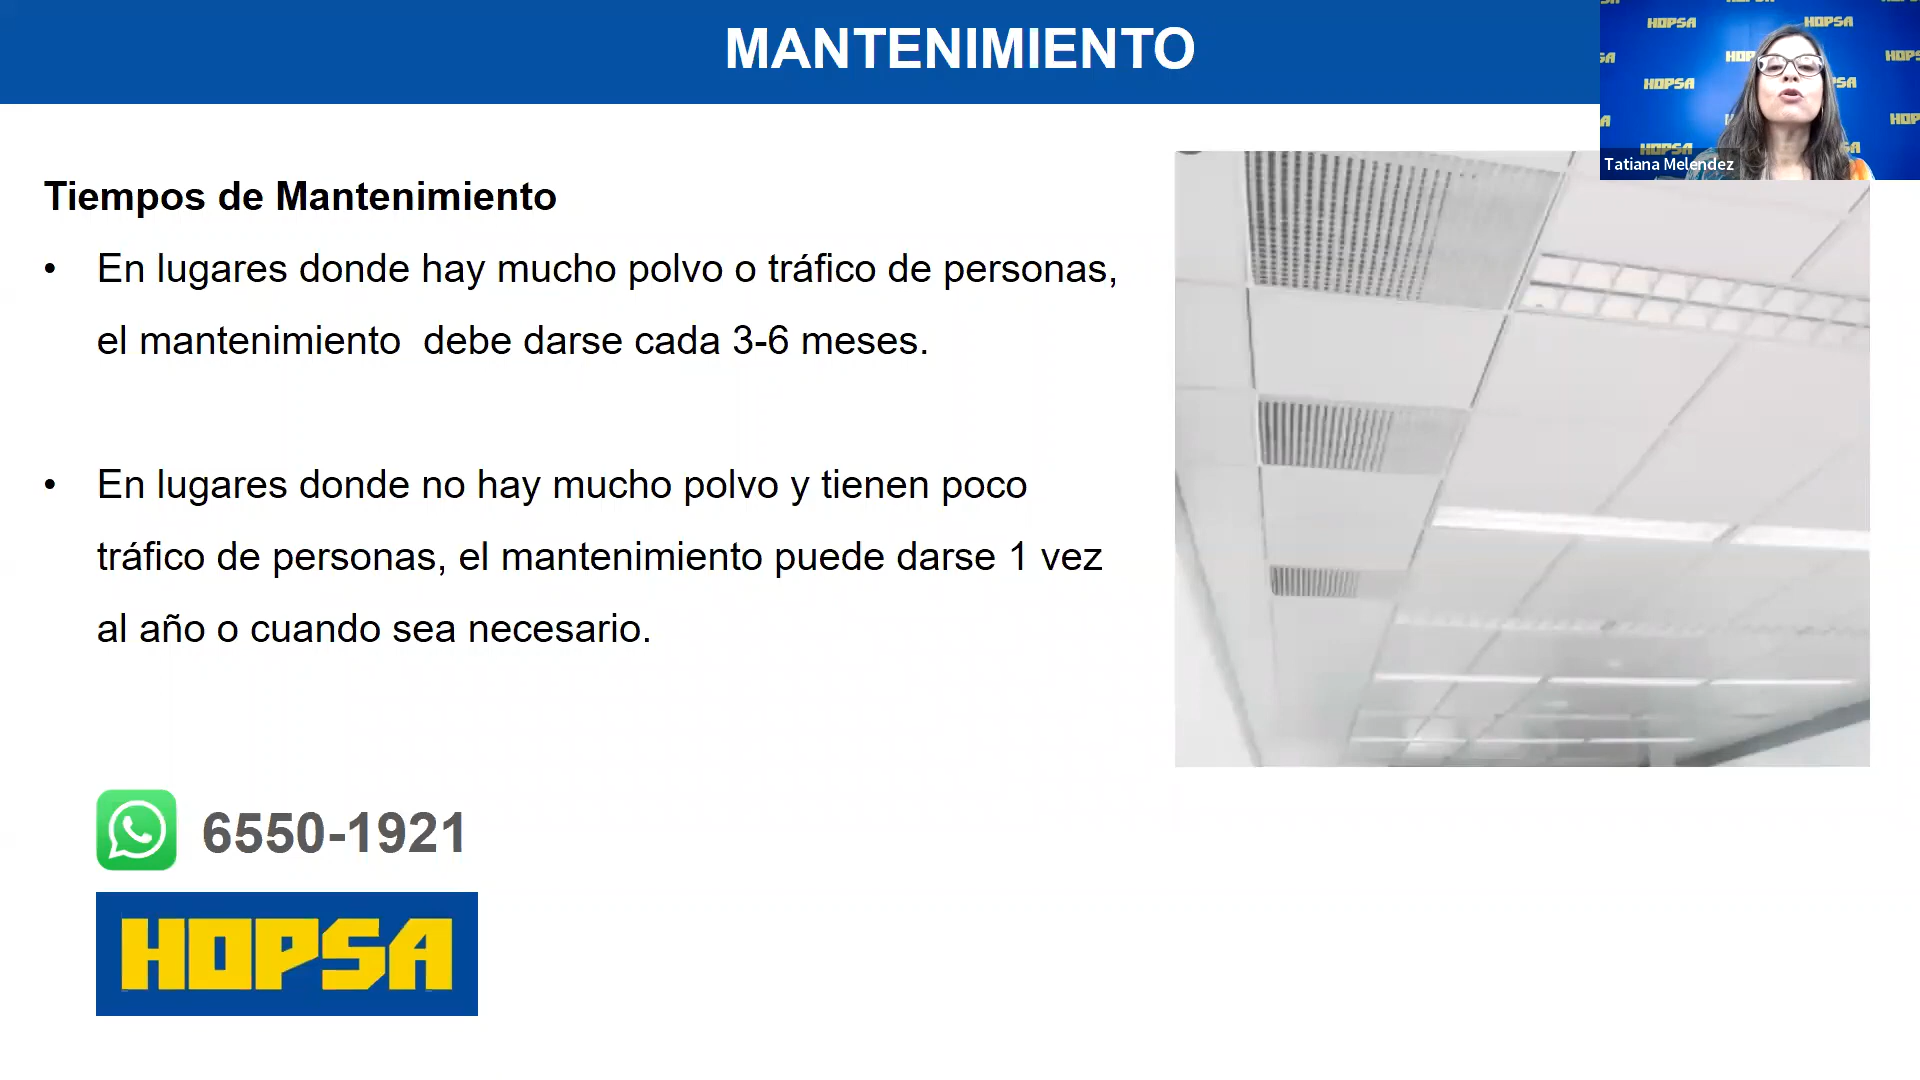 MANTENIMIENTO
HOPSA HOPSA
HOPSA
Tatiana Melendez
Tiempos de Mantenimiento
• En lugares donde hay mucho polvo o tráfico de personas,
el mantenimiento  debe darse cada 3-6 meses.
• En lugares donde no hay mucho polvo y tienen poco
tráfico de personas, el mantenimiento puede darse 1 vez
al año o cuando sea necesario.
6550-1921
HOPSA